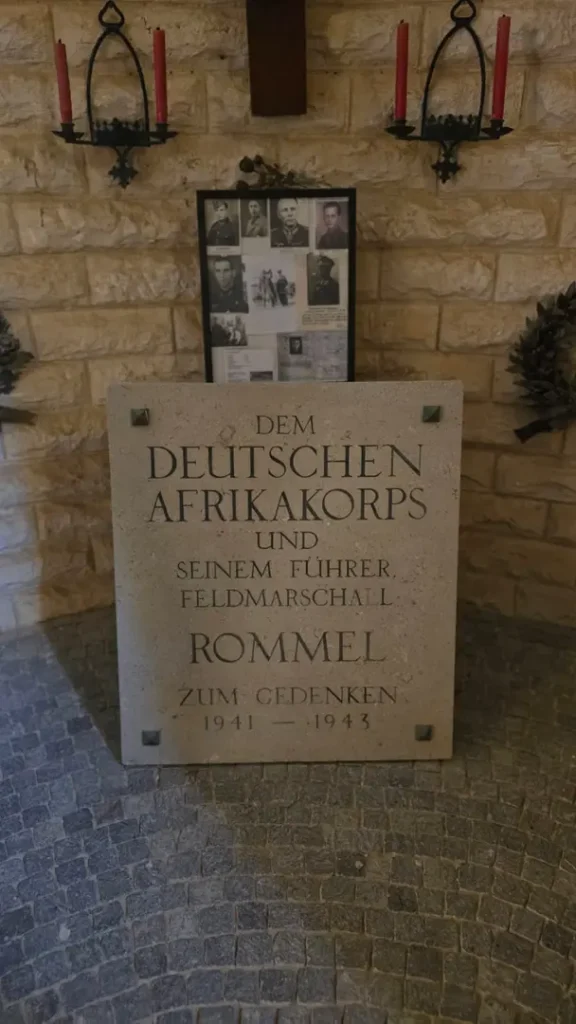 DEM
DEUTSCHEN
AFRIKAKORPS
UND
SEINEM FÜHRER,
FELDMARSCHALL
ROMMEL
ZUM GEDENKEN
1941 — 1943